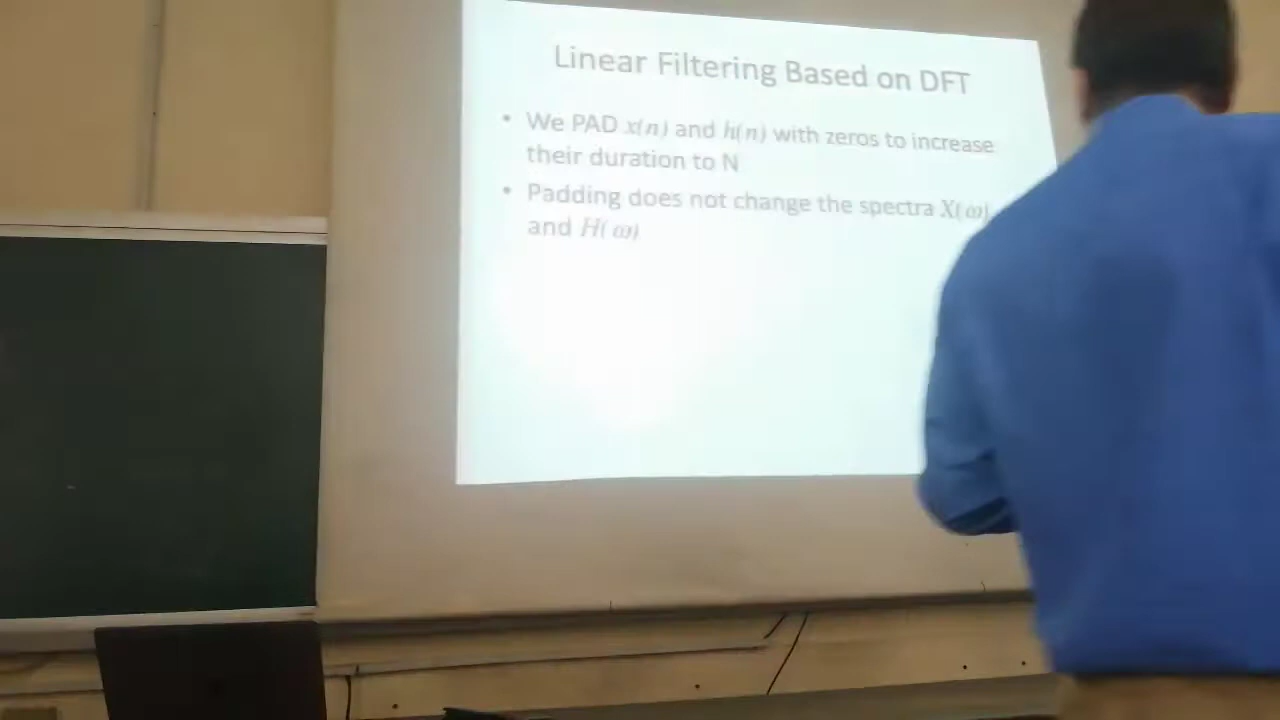 Linear Filtering Based on DFT
• We PAD x(n) and h(n) with zeros to increase
their duration to N
• Padding does not change the spectra X(ω)
and H(ω)